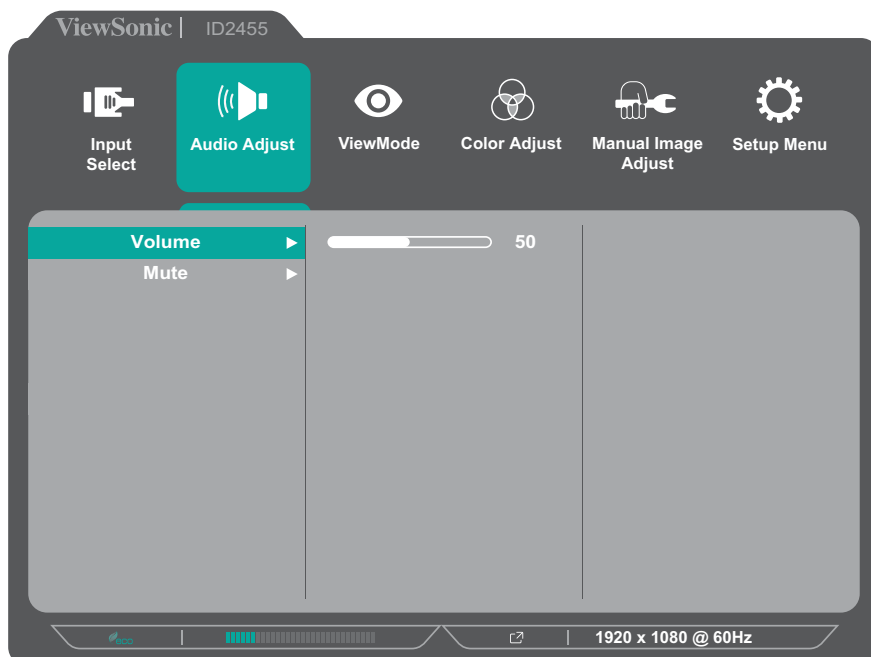 ViewSonic | ID2455
Input
Select
Audio Adjust
ViewMode
Color Adjust
Manual Image
Adjust
Setup Menu
Volume
50
Mute
eco
1920 x 1080 @ 60Hz